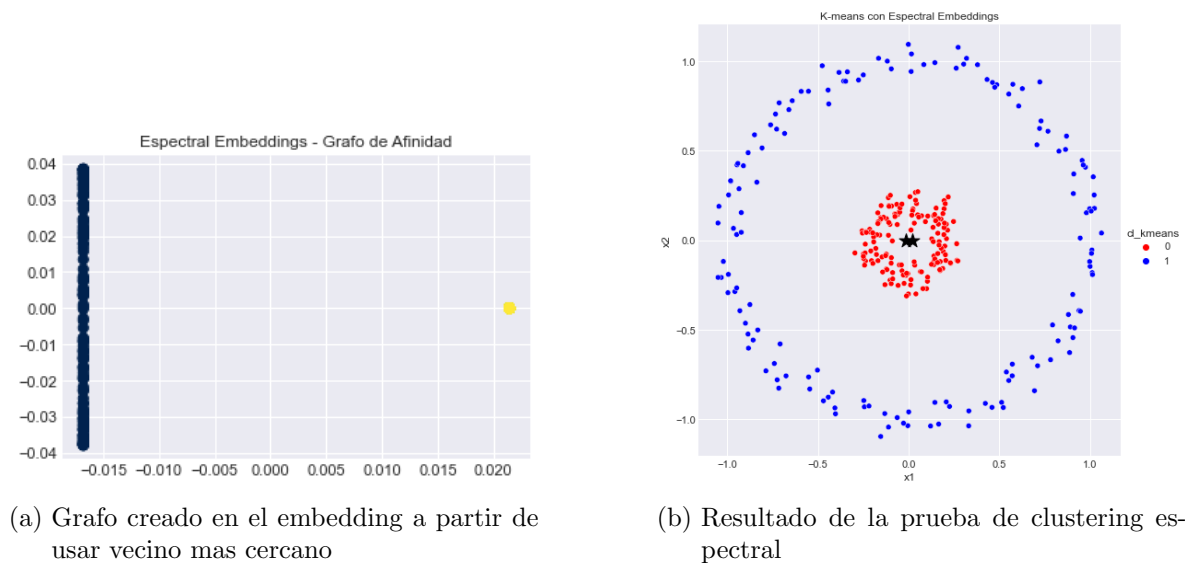 Espectral Embeddings - Grafo de Afinidad
0.04
0.03
0.02
0.01
0.00
−0.01
−0.02
−0.03
−0.04
−0.015 −0.010 −0.005 0.000 0.005 0.010 0.015 0.020
(a) Grafo creado en el embedding a partir de
usar vecino mas cercano
K-means con Espectral Embeddings
1.0
0.5
0.0
−0.5
−1.0
x2
−1.0 −0.5 0.0 0.5 1.0
x1
cl_kmeans
0
1
(b) Resultado de la prueba de clustering es-
pectral